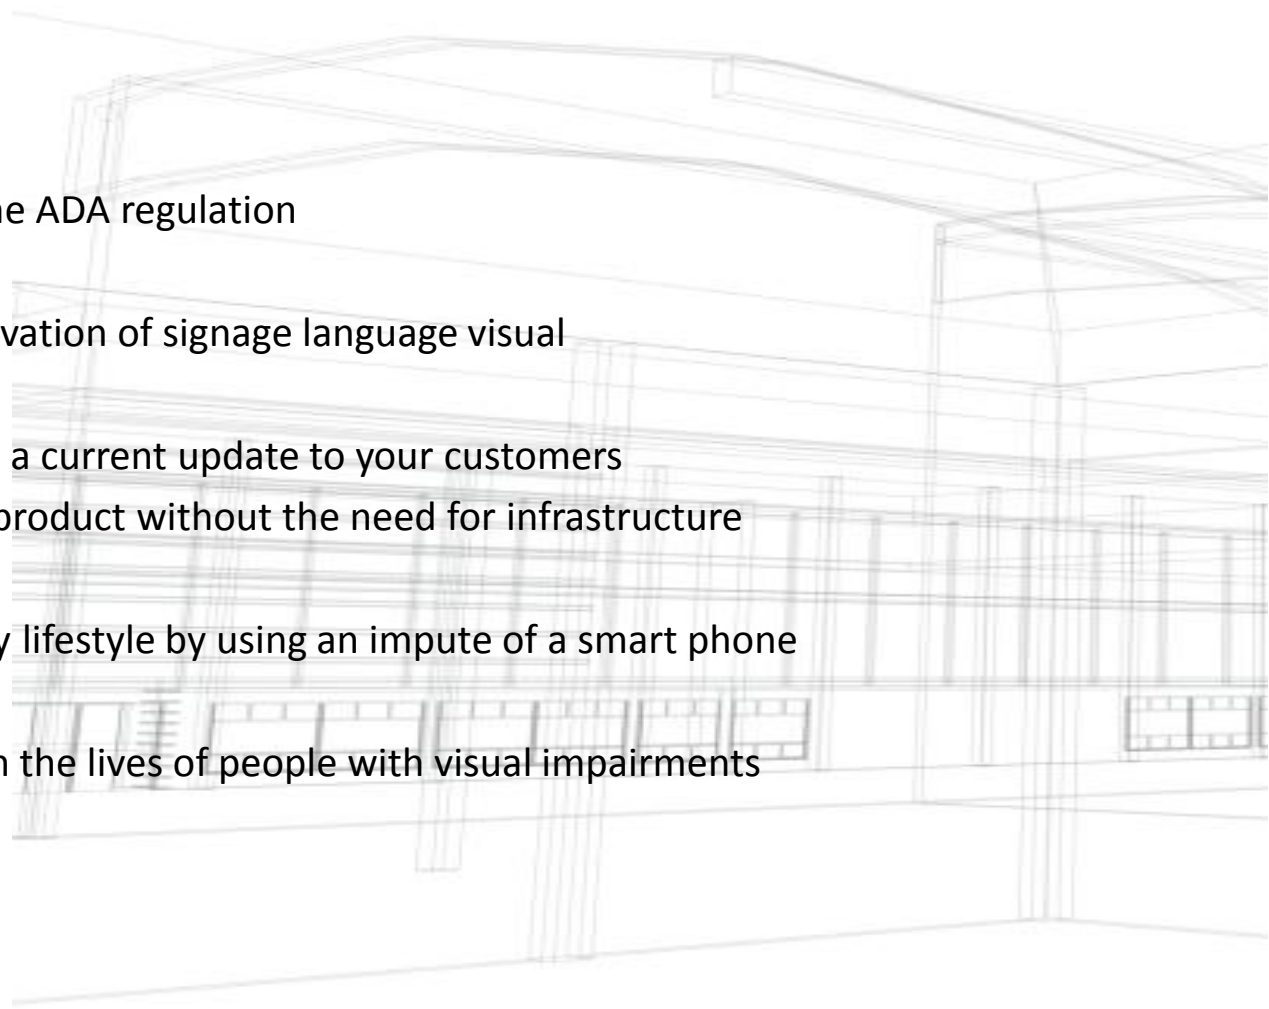 e ADA regulation
vation of signage language visual
a current update to your customers
product without the need for infrastructure
lifestyle by using an impute of a smart phone
the lives of people with visual impairments